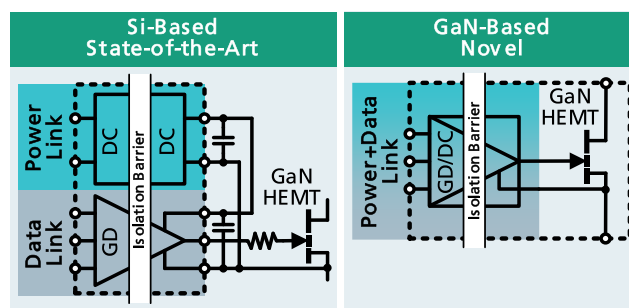 Si-Based
State-of-the-Art
GaN-Based
Novel
Power
Link
DC
DC
Isolation Barrier
Data
Link
GD
GaN
HEMT
Power+Data
Link
GD/DC
Isolation Barrier
GaN
HEMT